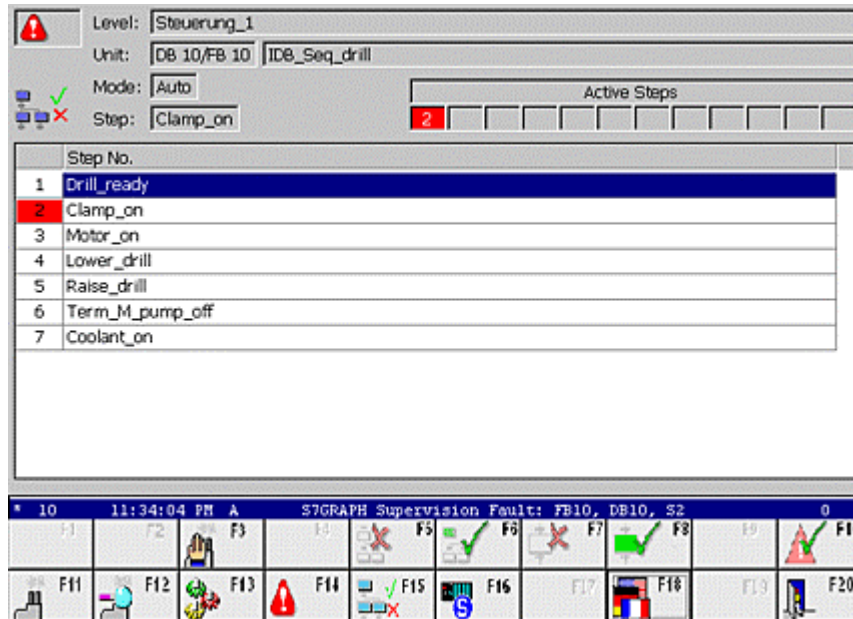 Level: Steuerung_1
Unit: DB 10/FB 10 IDB_Seq_drill
Mode: Auto
Active Steps
Step: Clamp_on
2
Step No.
1 Drill_ready
2 Clamp_on
3 Motor_on
4 Lower_drill
5 Raise_drill
6 Term_M_pump_off
7 Coolant_on
* 10 11:34:04 PM A S7GRAPH Supervision Fault: FB10, DB10, S2 0
F1 F2 F3 F4 F5 F6 F7 F8 F9 F1
F11 F12 F13 F14 F15 F16 F17 F18 F19 F20
S